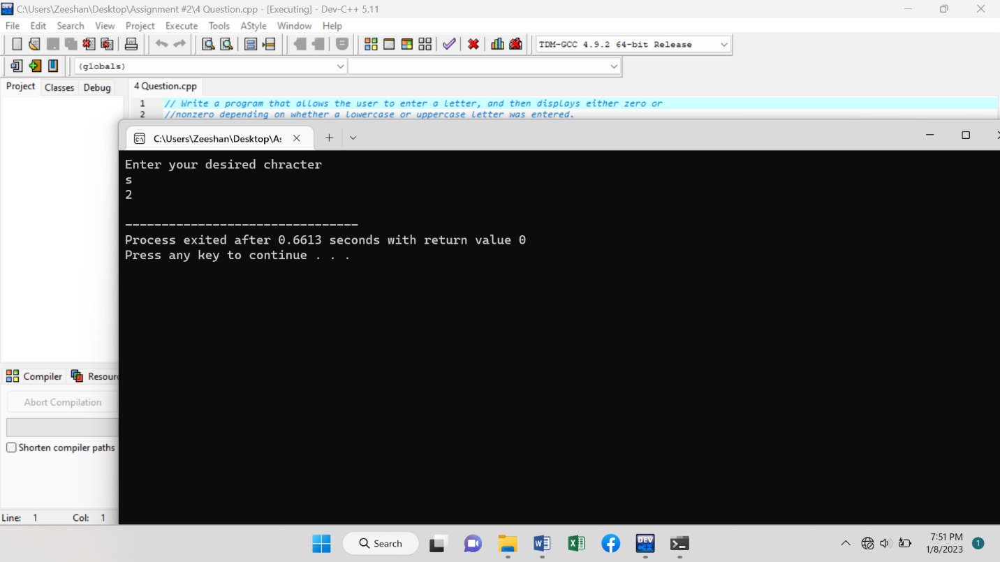 C:\Users\Zeeshan\Desktop\Assignment #2\4 Question.cpp - [Executing] - Dev-C++ 5.11
File Edit Search View Project Execute Tools AStyle Window Help
TDM-GCC 4.9.2 64-bit Release
(globals)
Project Classes Debug 4 Question.cpp
1 // Write a program that allows the user to enter a letter, and then displays either zero or
2 //nonzero depending on whether a lowercase or uppercase letter was entered.
C:\Users\Zeeshan\Desktop\As
Enter your desired chracter
s
2
--------------------------------
Process exited after 0.6613 seconds with return value 0
Press any key to continue . . .
Compiler Resour
Abort Compilation
Shorten compiler paths
Line: 1 Col: 1
Search
DEV C++
7:51 PM
1/8/2023
1